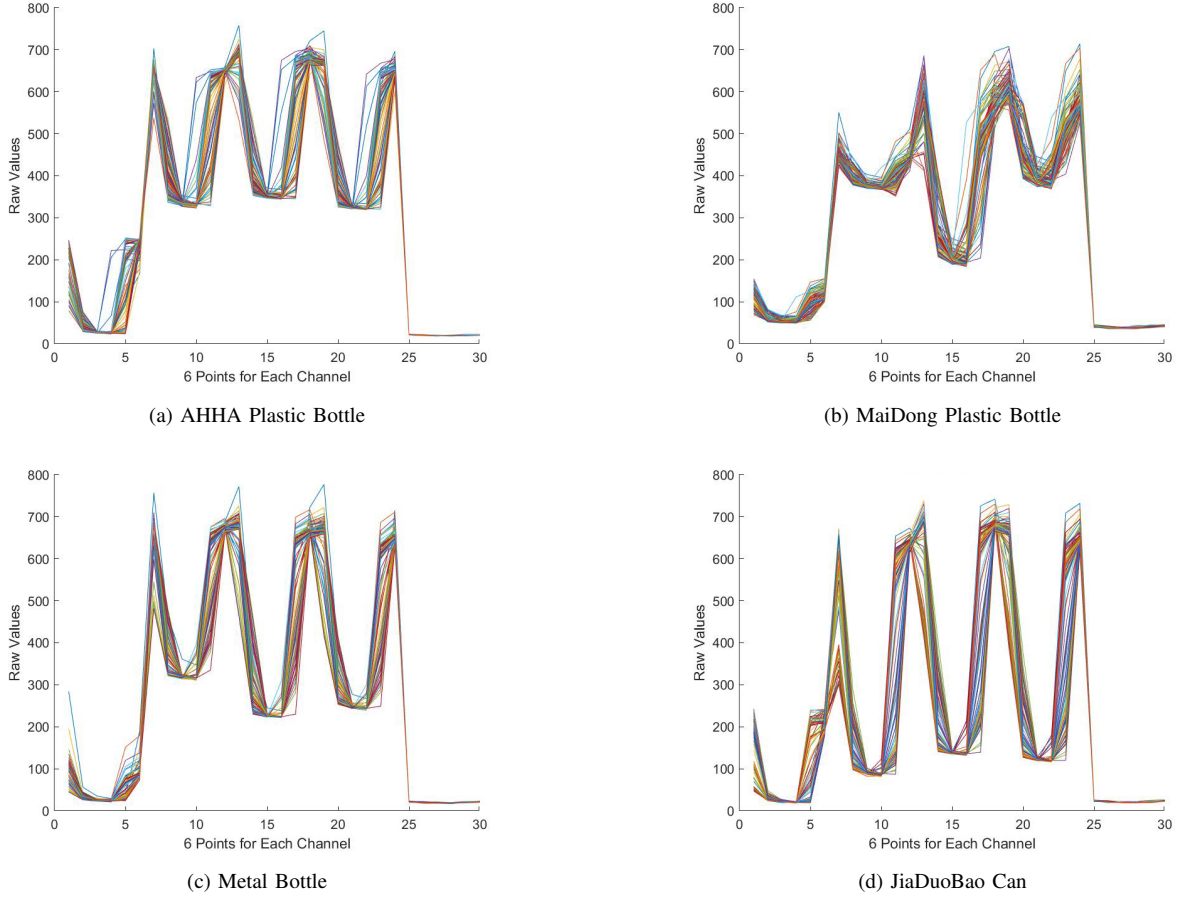 800
700
600
500
400
300
200
100
0
Raw Values
0 5 10 15 20 25 30
6 Points for Each Channel
(a) AHHA Plastic Bottle
800
700
600
500
400
300
200
100
0
Raw Values
0 5 10 15 20 25 30
6 Points for Each Channel
(b) MaiDong Plastic Bottle
800
700
600
500
400
300
200
100
0
Raw Values
0 5 10 15 20 25 30
6 Points for Each Channel
(c) Metal Bottle
800
700
600
500
400
300
200
100
0
Raw Values
0 5 10 15 20 25 30
6 Points for Each Channel
(d) JiaDuoBao Can